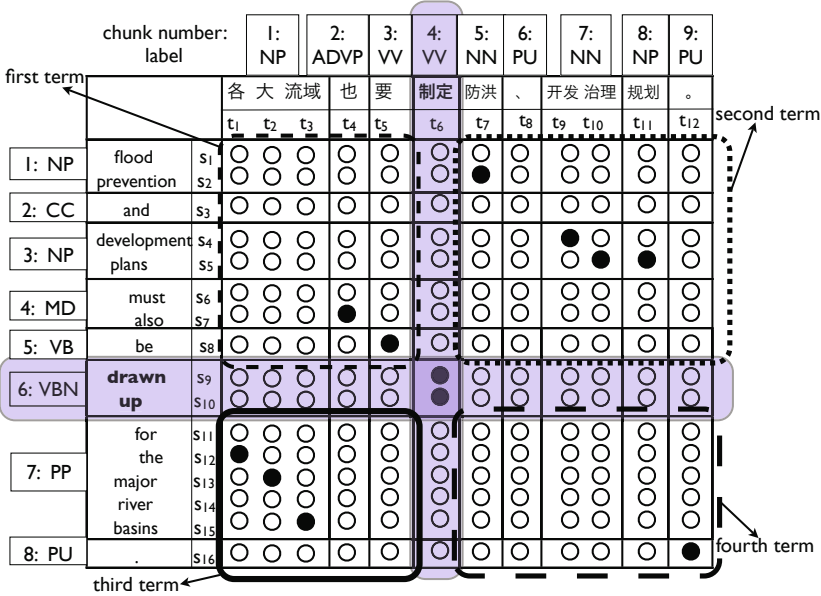 chunk number: 1: 2: 3: 4: 5: 6: 7: 8: 9:
label NP ADVP VV VV NN PU NN NP PU
first term
各 大 流域 也 要 制定 防洪 、 开发 治理 规划 。
t1 t2 t3 t4 t5 t6 t7 t8 t9 t10 t11 t12
second term
1: NP flood s1
prevention s2
2: CC and s3
3: NP development s4
plans s5
4: MD must s6
also s7
5: VB be s8
6: VBN drawn s9
up s10
7: PP for s11
the s12
major s13
river s14
basins s15
8: PU . s16
fourth term
third term